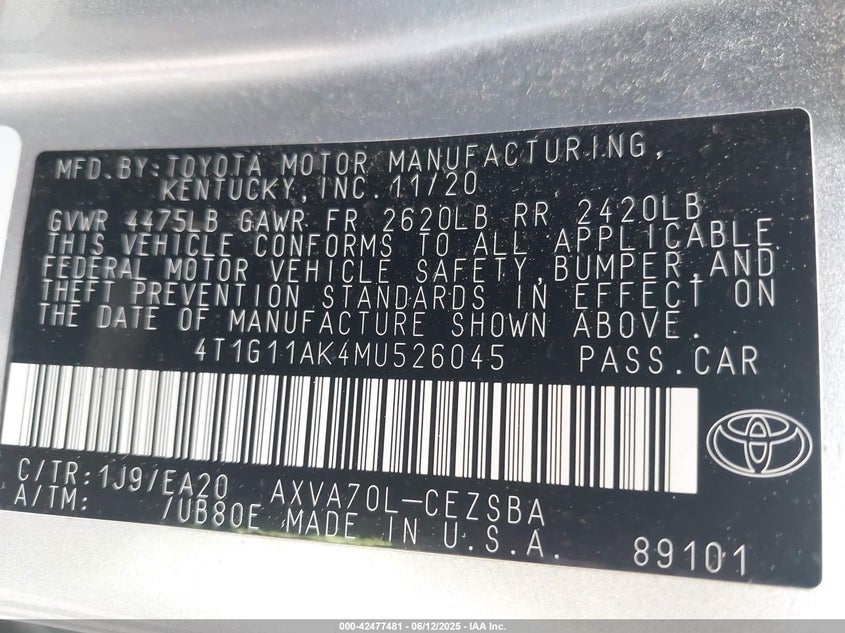 MFD.BY:TOYOTA MOTOR MANUFACTURING,
KENTUCKY,INC. 11/20
GVWR 4475LB GAWR FR 2620LB RR 2420LB
THIS VEHICLE CONFORMS TO ALL APPLICABLE
FEDERAL MOTOR VEHICLE SAFETY,BUMPER,AND
THEFT PREVENTION STANDARDS IN EFFECT ON
THE DATE OF MANUFACTURE SHOWN ABOVE.
4T1G11AK4MU526045 PASS.CAR
C/TR:1J9/EA20 AXVA70L-CEZSBA
A/TM: /UB80E MADE IN U.S.A.
89101
000-42477481 - 06/12/2025 - IAA Inc.